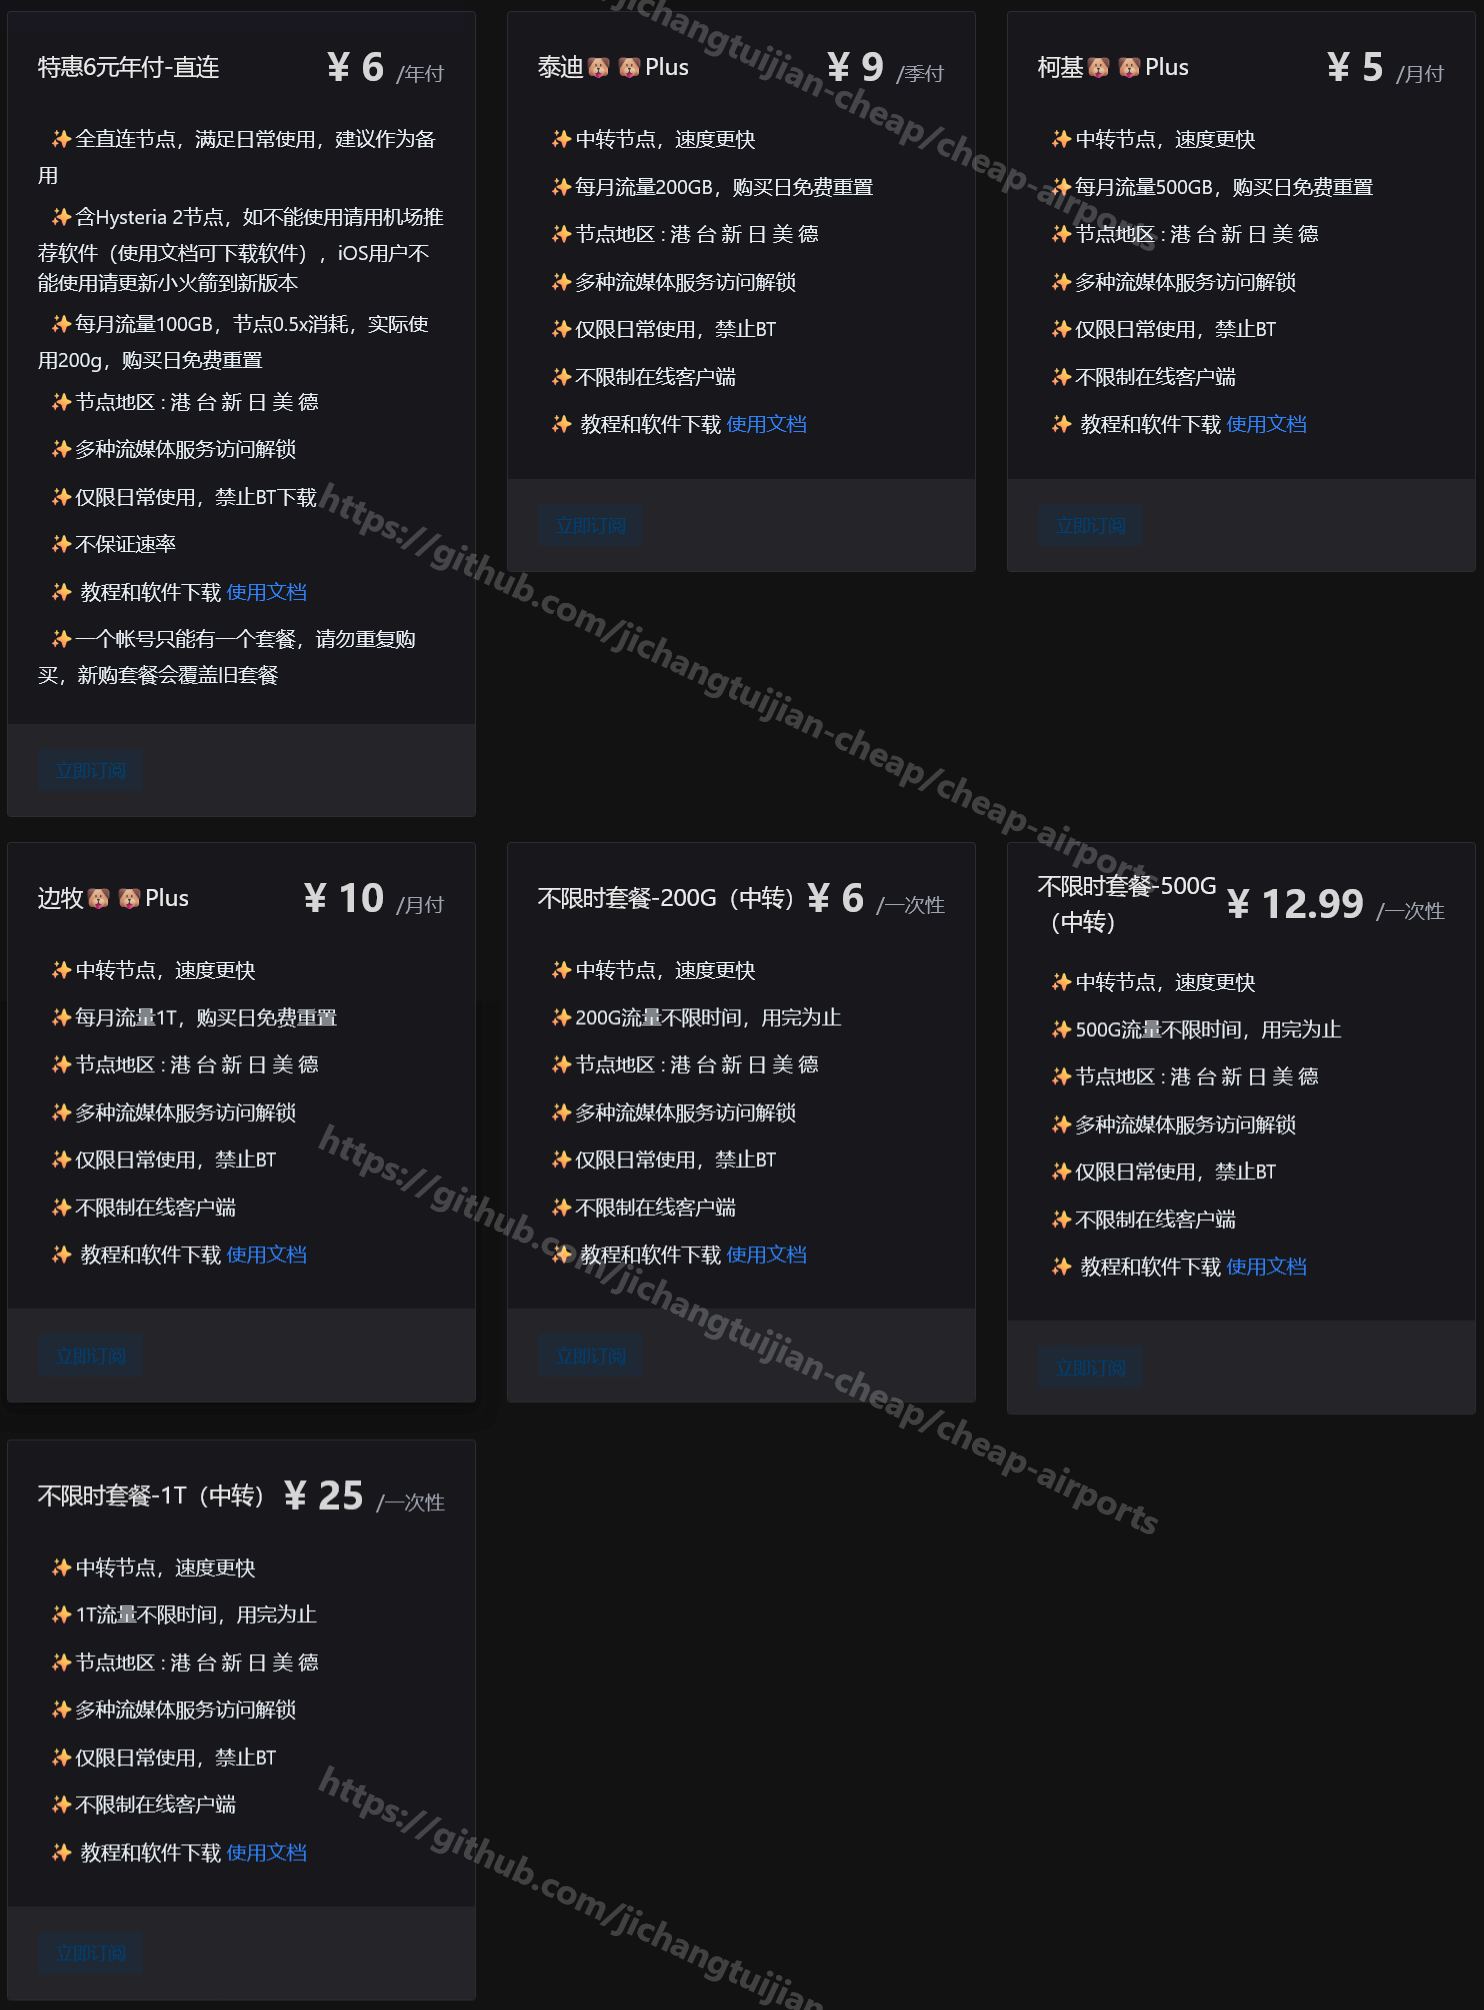 特惠6元年付-直连
¥ 6 /年付
✨全直连节点，满足日常使用，建议作为备
用
✨含Hysteria 2节点，如不能使用请用机场推
荐软件（使用文档可下载软件），iOS用户不
能使用请更新小火箭到新版本
✨每月流量100GB，节点0.5x消耗，实际使
用200g，购买日免费重置
✨节点地区 : 港 台 新 日 美 德
✨多种流媒体服务访问解锁
✨仅限日常使用，禁止BT下载
✨不保证速率
✨ 教程和软件下载 使用文档
✨一个帐号只能有一个套餐，请勿重复购
买，新购套餐会覆盖旧套餐
立即订阅
泰迪🐶🐶Plus
¥ 9 /季付
✨中转节点，速度更快
✨每月流量200GB，购买日免费重置
✨节点地区 : 港 台 新 日 美 德
✨多种流媒体服务访问解锁
✨仅限日常使用，禁止BT
✨不限制在线客户端
✨ 教程和软件下载 使用文档
立即订阅
柯基🐶🐶Plus
¥ 5 /月付
✨中转节点，速度更快
✨每月流量500GB，购买日免费重置
✨节点地区 : 港 台 新 日 美 德
✨多种流媒体服务访问解锁
✨仅限日常使用，禁止BT
✨不限制在线客户端
✨ 教程和软件下载 使用文档
立即订阅
边牧🐶🐶Plus
¥ 10 /月付
✨中转节点，速度更快
✨每月流量1T，购买日免费重置
✨节点地区 : 港 台 新 日 美 德
✨多种流媒体服务访问解锁
✨仅限日常使用，禁止BT
✨不限制在线客户端
✨ 教程和软件下载 使用文档
立即订阅
不限时套餐-200G（中转）
¥ 6 /一次性
✨中转节点，速度更快
✨200G流量不限时间，用完为止
✨节点地区 : 港 台 新 日 美 德
✨多种流媒体服务访问解锁
✨仅限日常使用，禁止BT
✨不限制在线客户端
✨ 教程和软件下载 使用文档
立即订阅
不限时套餐-500G
（中转）
¥ 12.99 /一次性
✨中转节点，速度更快
✨500G流量不限时间，用完为止
✨节点地区 : 港 台 新 日 美 德
✨多种流媒体服务访问解锁
✨仅限日常使用，禁止BT
✨不限制在线客户端
✨ 教程和软件下载 使用文档
立即订阅
不限时套餐-1T（中转）
¥ 25 /一次性
✨中转节点，速度更快
✨1T流量不限时间，用完为止
✨节点地区 : 港 台 新 日 美 德
✨多种流媒体服务访问解锁
✨仅限日常使用，禁止BT
✨不限制在线客户端
✨ 教程和软件下载 使用文档
立即订阅
jichangtuijian-cheap/cheap-airports
https://github.com/jichangtuijian-cheap/cheap-airports
https://github.com/jichangtuijian-cheap/cheap-airports
https://github.com/jichangtuijian